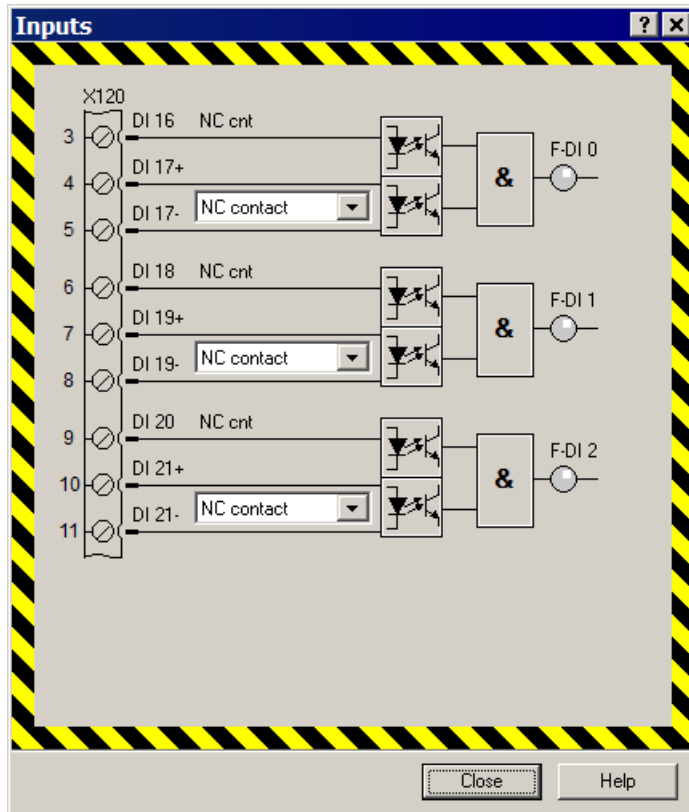 Inputs
X120
3 DI 16 NC cnt
4 DI 17+
NC contact
5 DI 17-
& F-DI 0
6 DI 18 NC cnt
7 DI 19+
NC contact
8 DI 19-
& F-DI 1
9 DI 20 NC cnt
10 DI 21+
NC contact
11 DI 21-
& F-DI 2
Close Help